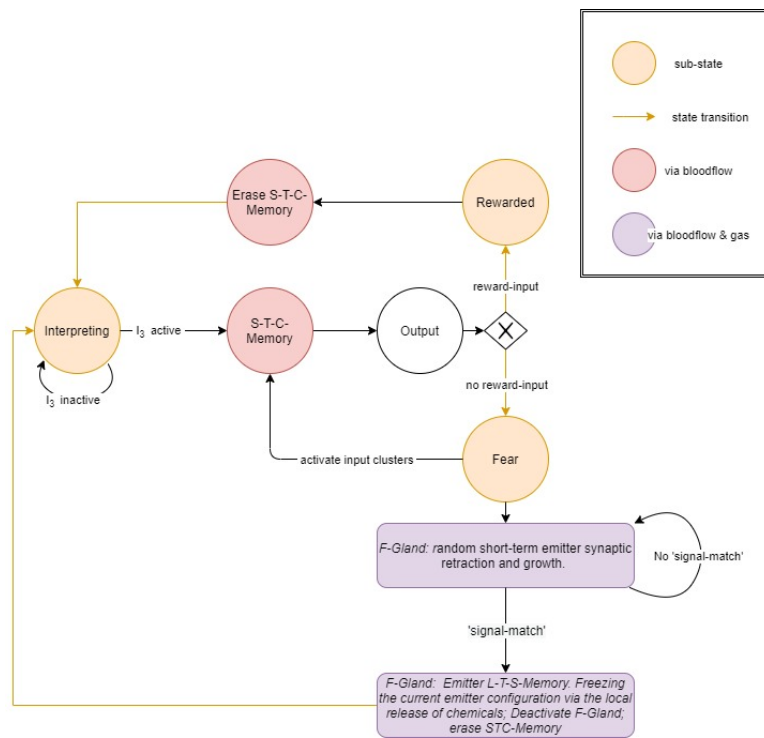 sub-state
state transition
via bloodflow
via bloodflow & gas
Erase S-T-C-
Memory
Rewarded
reward-input
Interpreting
I3 active
S-T-C-
Memory
Output
X
no reward-input
I3 inactive
activate input clusters
Fear
F-Gland: random short-term emitter synaptic
retraction and growth.
No 'signal-match'
'signal-match'
F-Gland: Emitter L-T-S-Memory. Freezing
the current emitter configuration via the local
release of chemicals; Deactivate F-Gland;
erase STC-Memory